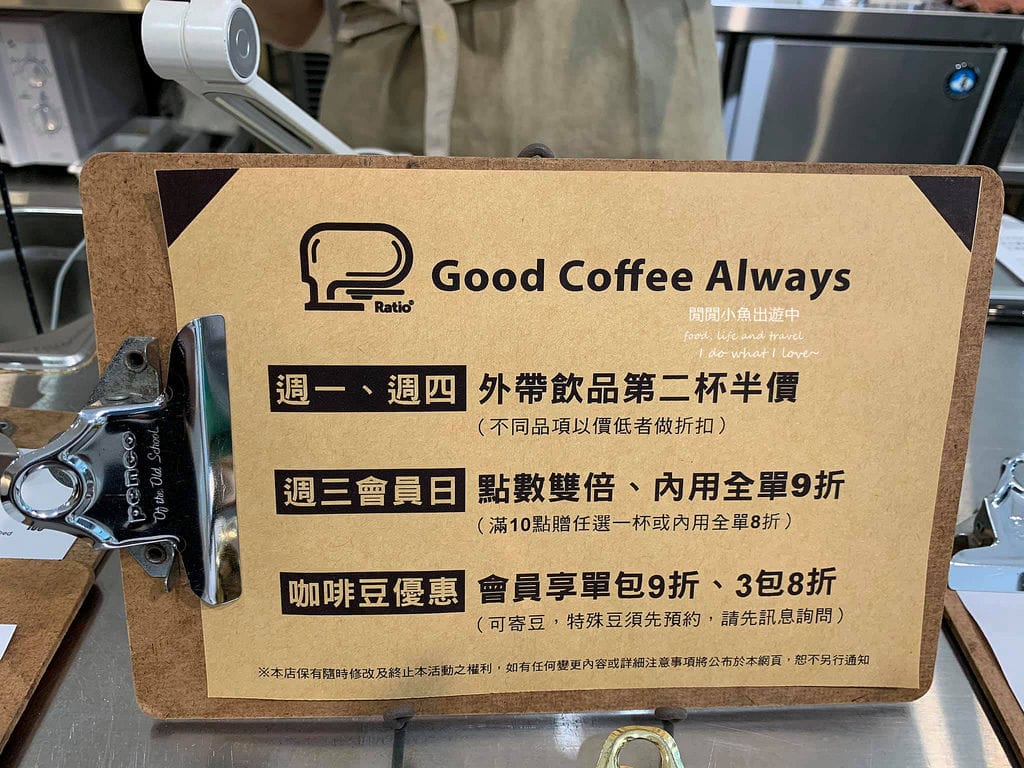 Good Coffee Always
Ratio
閒閒小魚出遊中
food, life and travel
I do what I love~
週一、週四 外帶飲品第二杯半價
（不同品項以價低者做折扣）
週三會員日 點數雙倍、內用全單9折
（滿10點贈任選一杯或內用全單8折）
咖啡豆優惠 會員享單包9折、3包8折
（可寄豆，特殊豆須先預約，請先訊息詢問）
※本店保有隨時修改及終止本活動之權利，如有任何變更內容或詳細注意事項將公布於本網頁，恕不另行通知
penco
Of the Old School